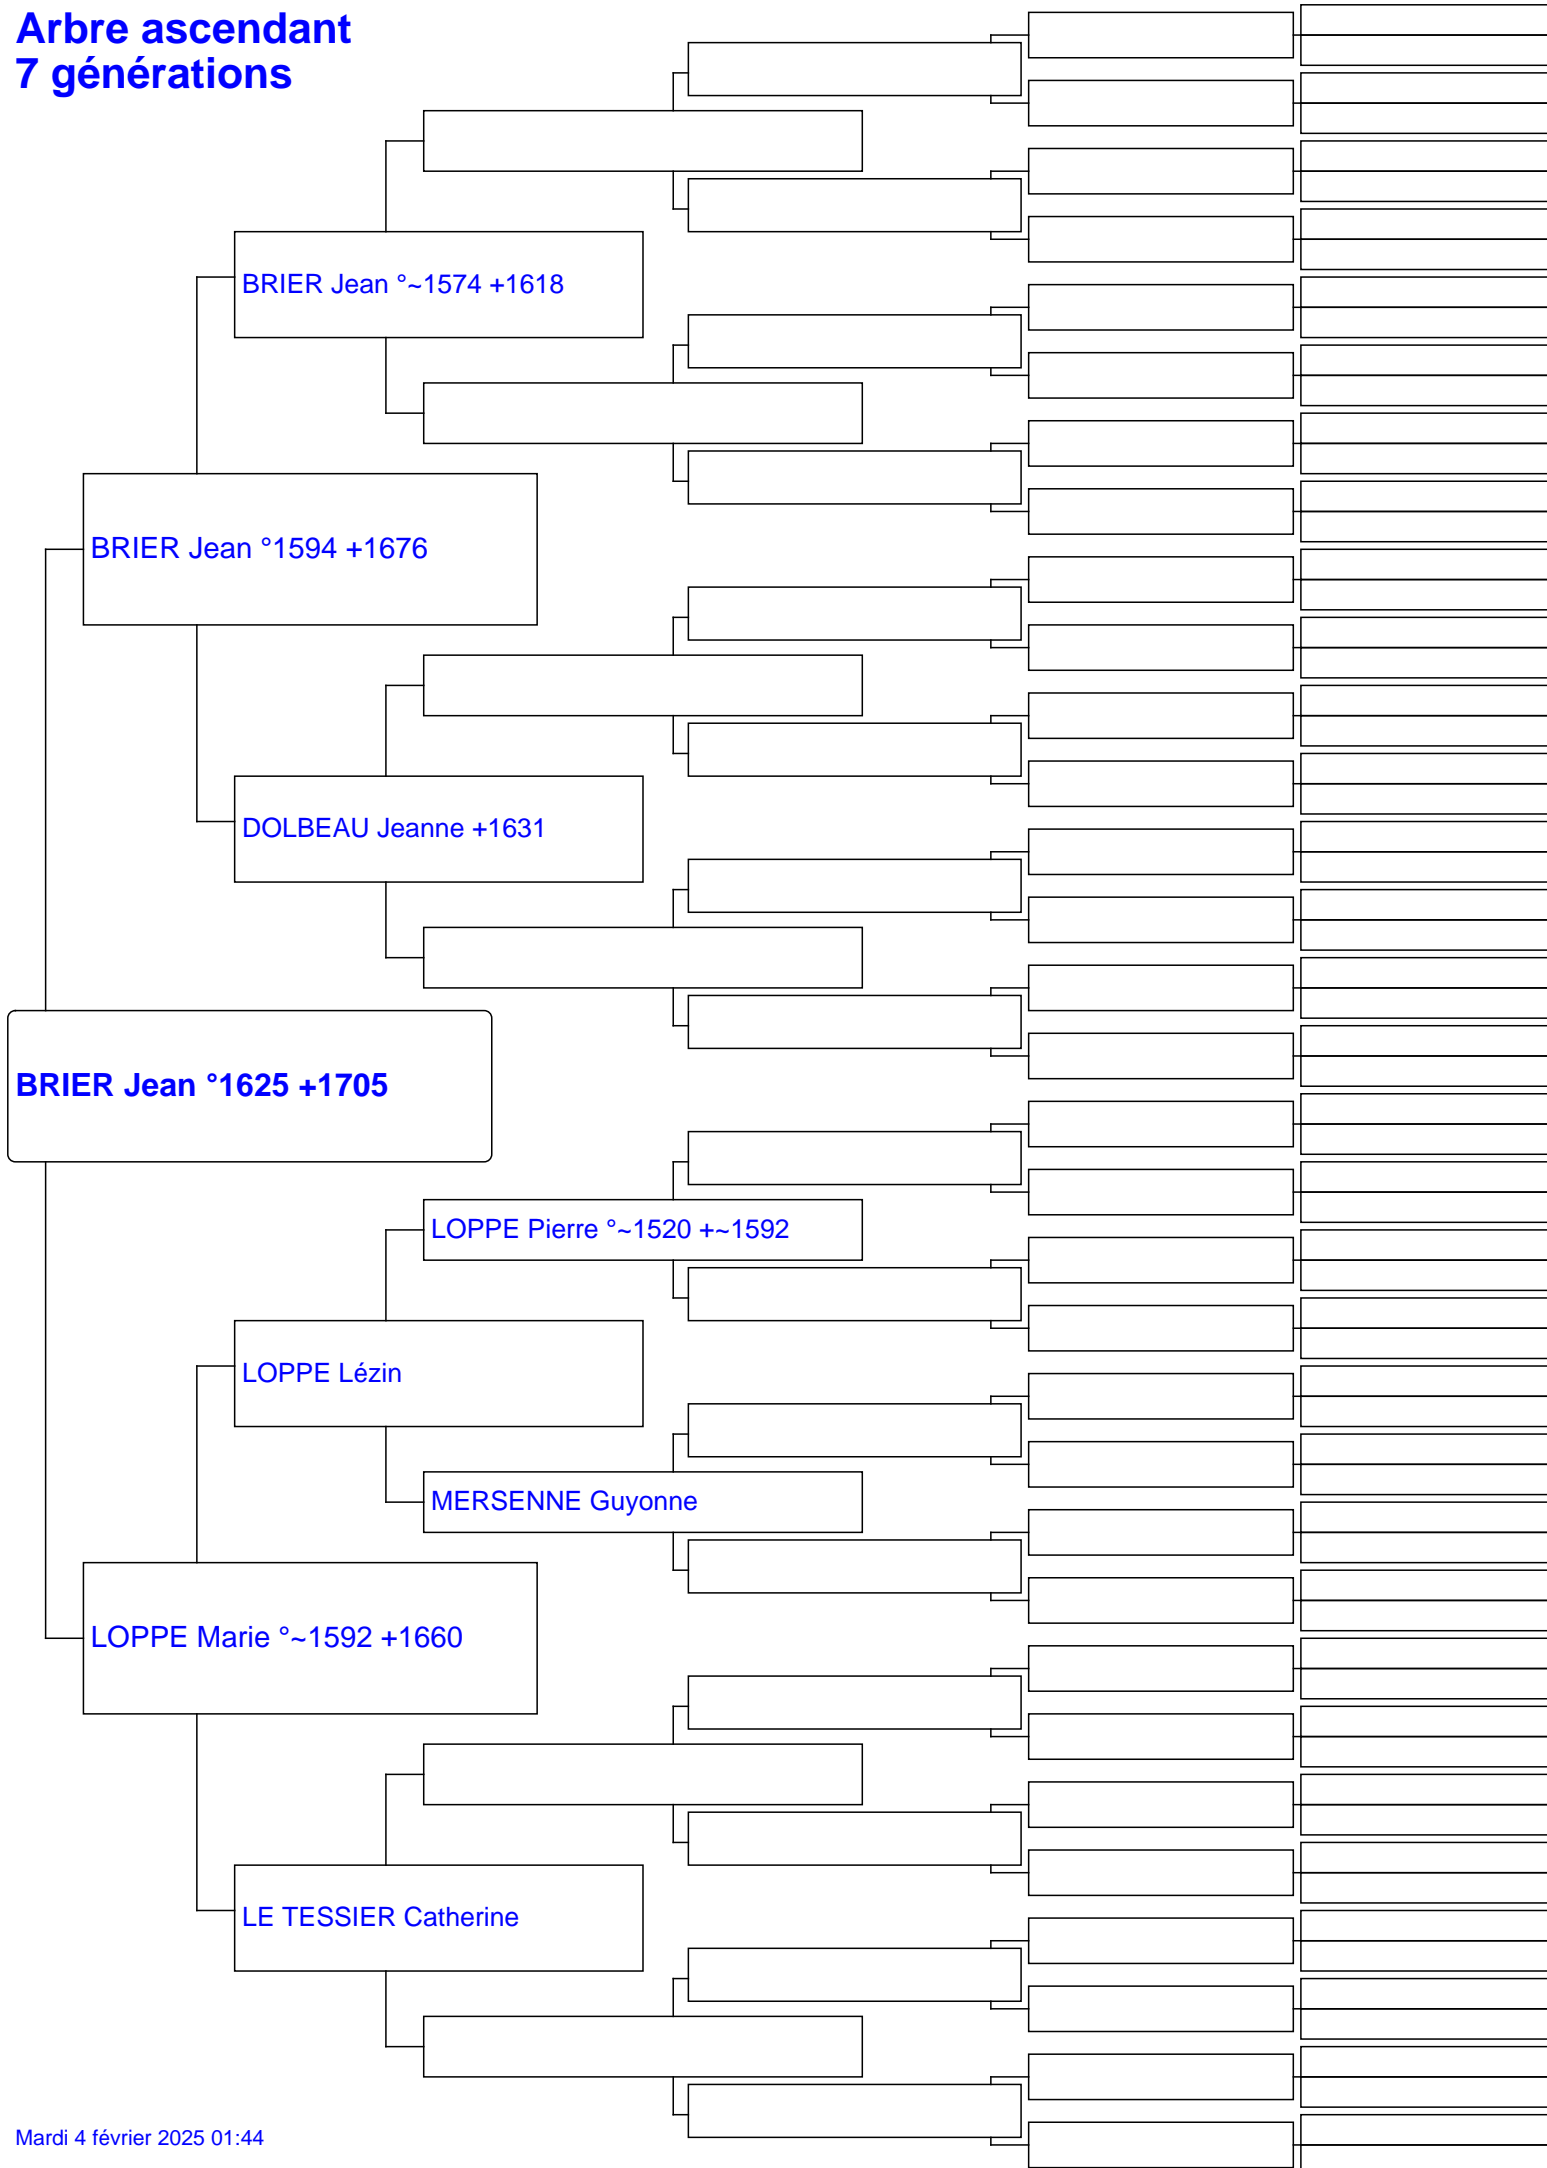 Arbre ascendant
7 générations
BRIER Jean °~1574 +1618
BRIER Jean °1594 +1676
DOLBEAU Jeanne +1631
BRIER Jean °1625 +1705
LOPPE Pierre °~1520 +~1592
LOPPE Lézin
MERSENNE Guyonne
LOPPE Marie °~1592 +1660
LE TESSIER Catherine
Mardi 4 février 2025 01:44